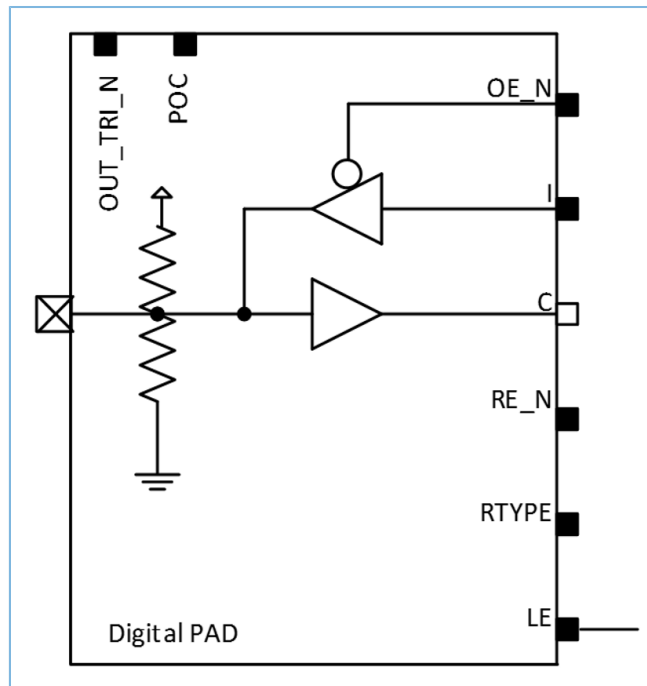 OUT_TRI_N
POC
OE_N
I
C
RE_N
RTYPE
LE
Digital PAD